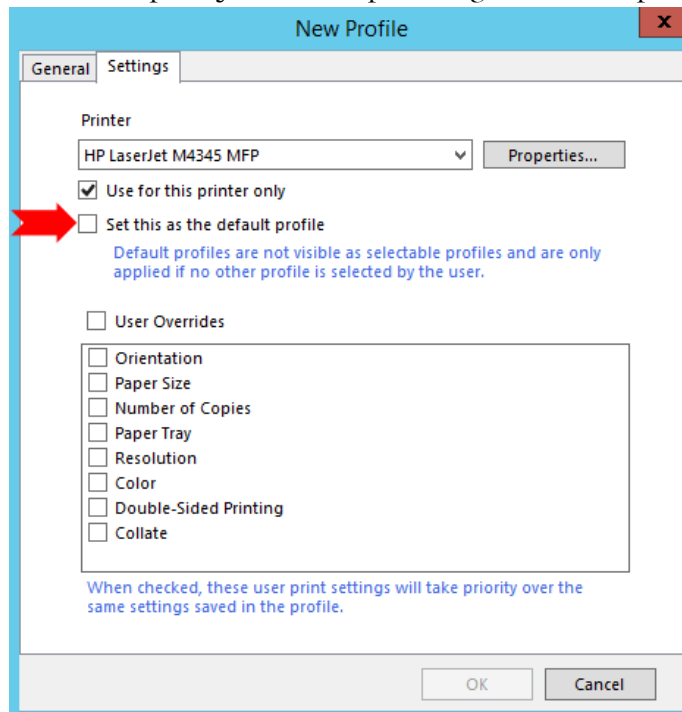 New Profile
x
General Settings
Printer
HP LaserJet M4345 MFP Properties...
Use for this printer only
Set this as the default profile
Default profiles are not visible as selectable profiles and are only
applied if no other profile is selected by the user.
User Overrides
Orientation
Paper Size
Number of Copies
Paper Tray
Resolution
Color
Double-Sided Printing
Collate
When checked, these user print settings will take priority over the
same settings saved in the profile.
OK Cancel